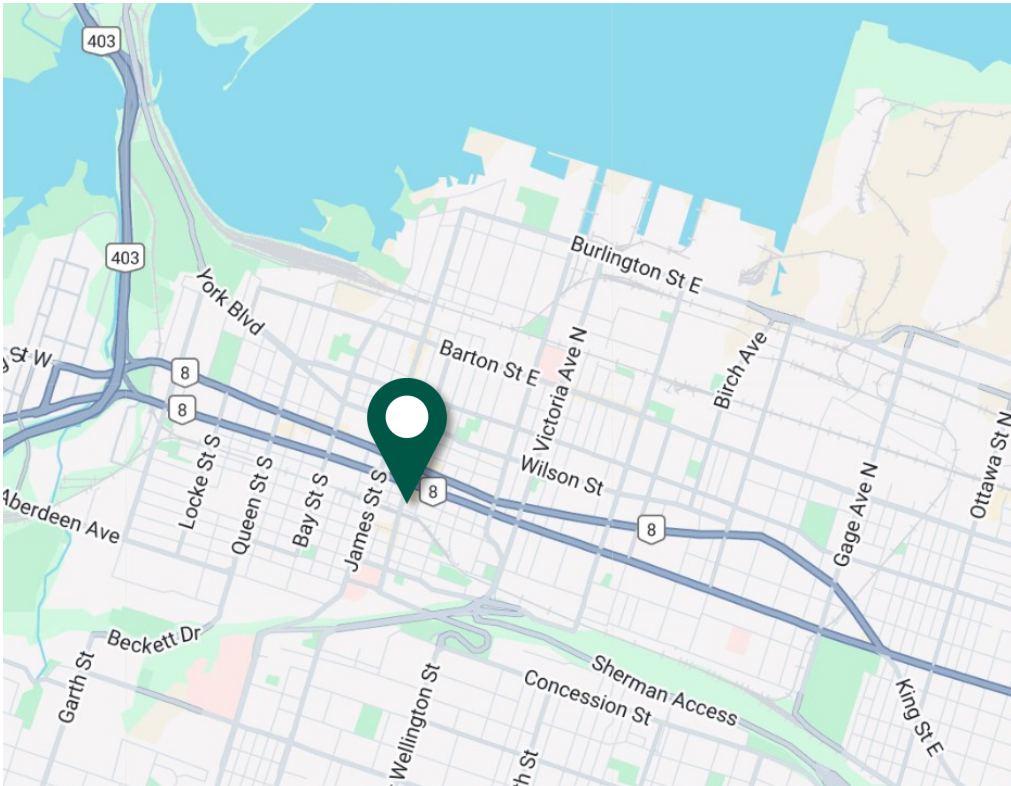 403
403
York Blvd
Burlington St E
St W
8
Barton St E
Victoria Ave N
Birch Ave
8
Locke St S
Queen St S
Bay St S
James St S
8
Wilson St
8
Gage Ave N
Ottawa St N
Aberdeen Ave
Beckett Dr
Garth St
Wellington St
Concession St
Sherman Access
King St E
St